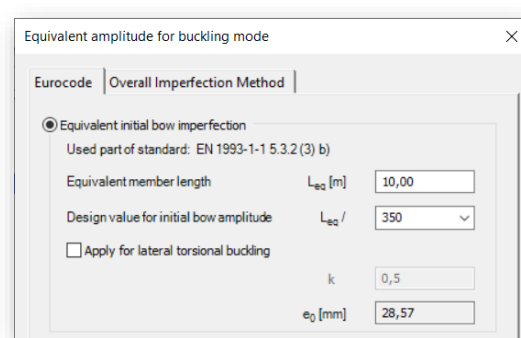 Equivalent amplitude for buckling mode
Eurocode Overall Imperfection Method
Equivalent initial bow imperfection
Used part of standard: EN 1993-1-1 5.3.2 (3) b)
Equivalent member length Leq [m] 10,00
Design value for initial bow amplitude Leq / 350
Apply for lateral torsional buckling
k 0,5
e0 [mm] 28,57